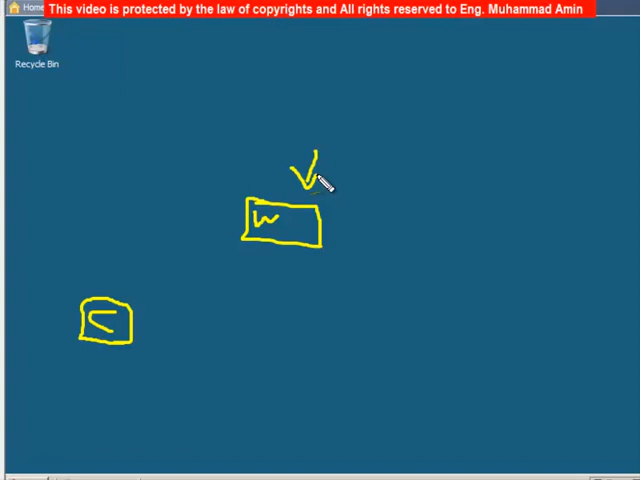 Home
This video is protected by the law of copyrights and All rights reserved to Eng. Muhammad Amin
Recycle Bin
V
W
C